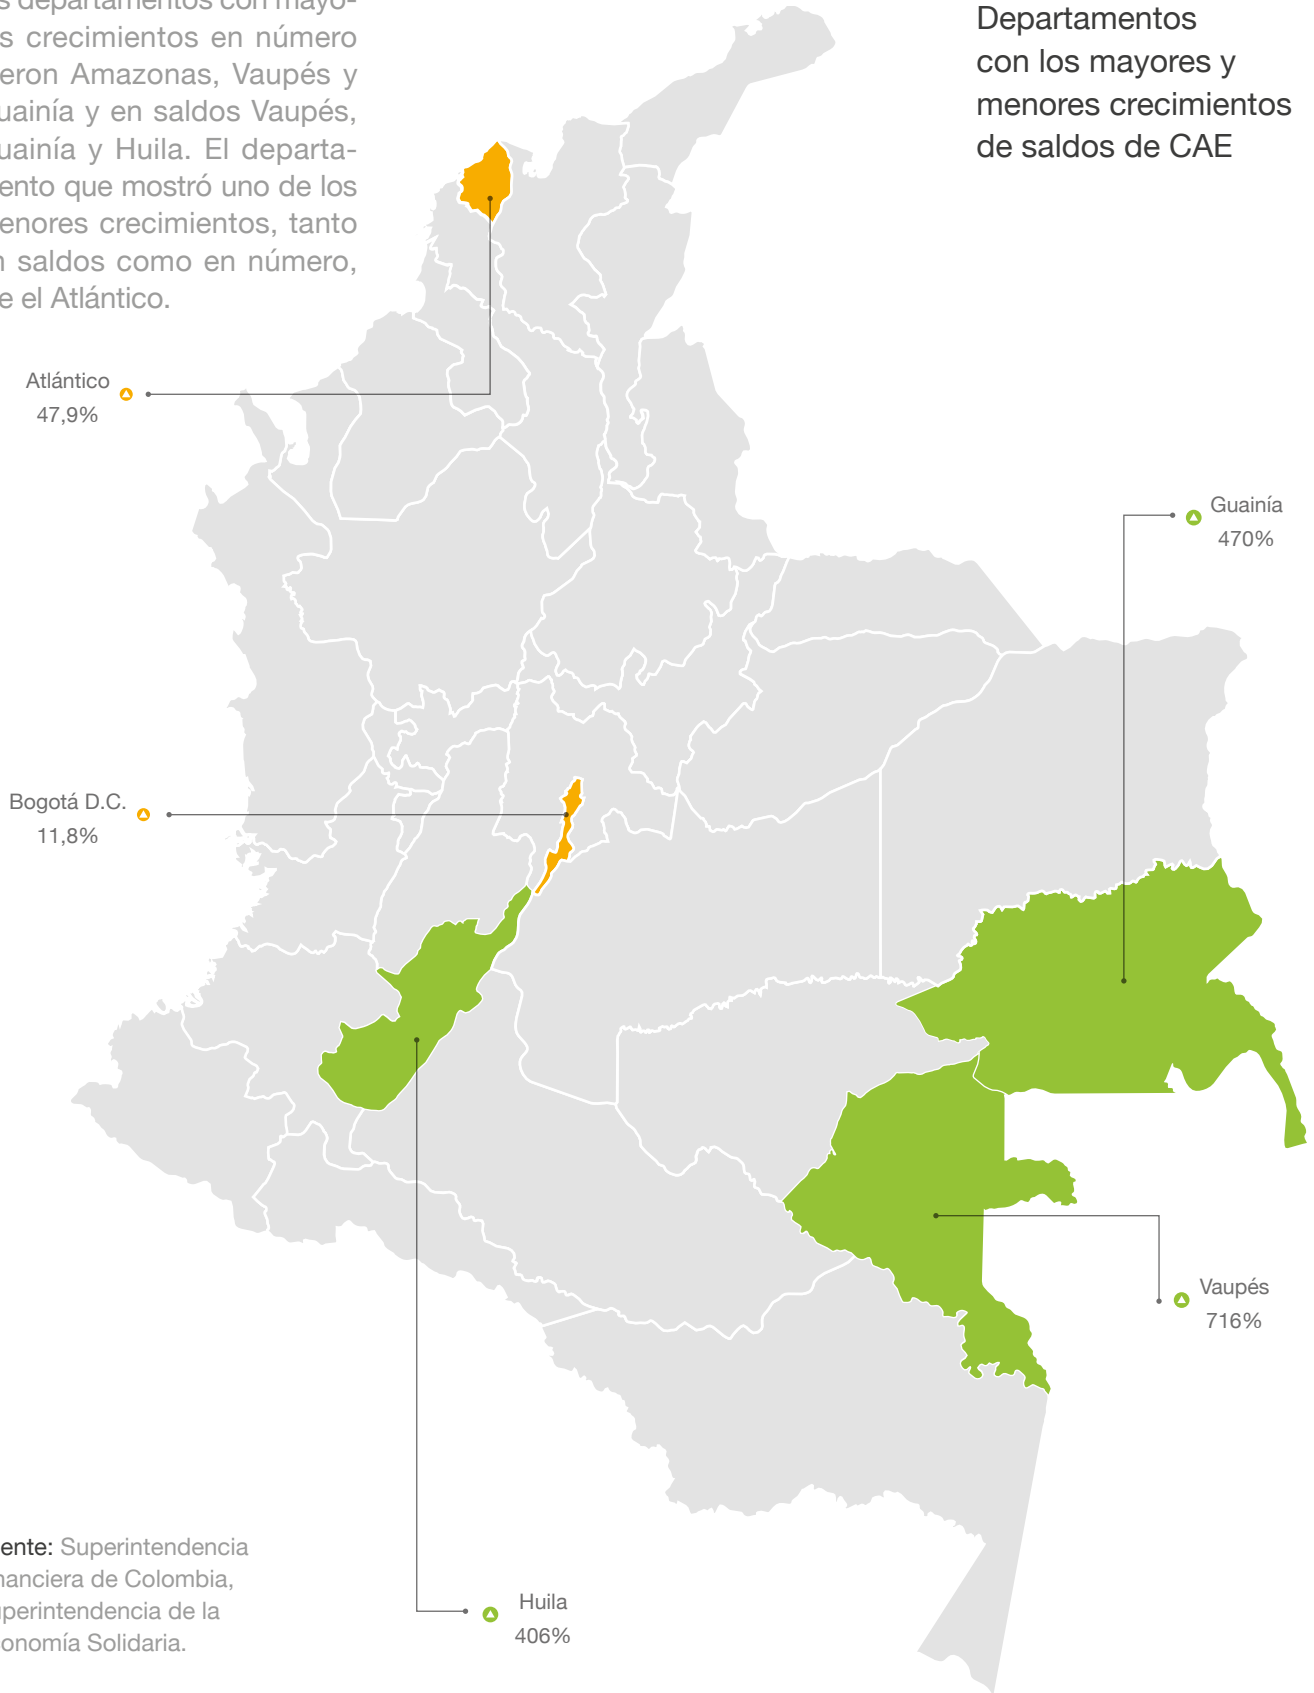 s departamentos con mayo-
s crecimientos en número
eron Amazonas, Vaupés y
uainía y en saldos Vaupés,
uainía y Huila. El departa-
ento que mostró uno de los
enores crecimientos, tanto
n saldos como en número,
e el Atlántico.
Departamentos
con los mayores y
menores crecimientos
de saldos de CAE
Atlántico
47,9%
Guainía
470%
Bogotá D.C.
11,8%
Vaupés
716%
Huila
406%
ente: Superintendencia
nanciera de Colombia,
uperintendencia de la
onomía Solidaria.